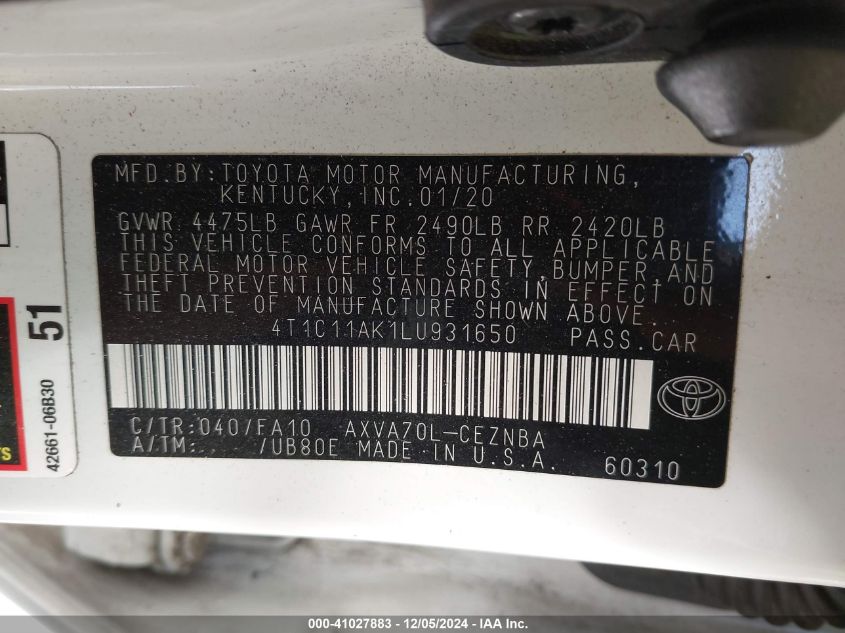 MFD.BY:TOYOTA MOTOR MANUFACTURING,
KENTUCKY,INC.01/20
GVWR 4475LB GAWR FR 2490LB RR 2420LB
THIS VEHICLE CONFORMS TO ALL APPLICABLE
FEDERAL MOTOR VEHICLE SAFETY,BUMPER,AND
THEFT PREVENTION STANDARDS IN EFFECT ON
THE DATE OF MANUFACTURE SHOWN ABOVE.
4T1C11AK1LU931650 PASS.CAR
C/TR:040/FA10 AXVA70L-CEZNBA
A/TM: /UB80E MADE IN U.S.A. 60310
51
42661-06B30
000-41027883 - 12/05/2024 - IAA Inc.